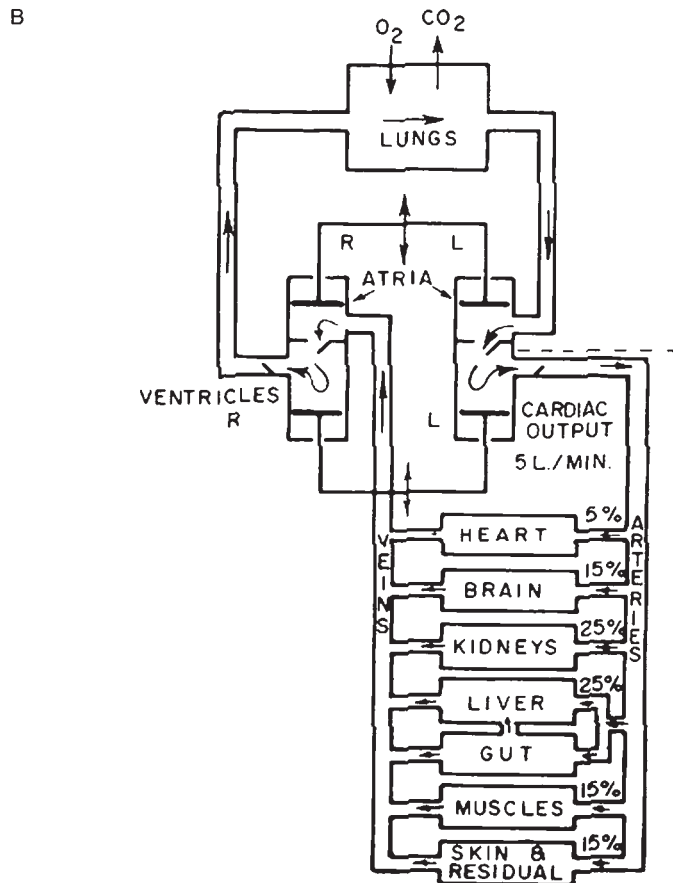 B
O2 CO2
LUNGS
R L
ATRIA
VENTRICLES
R
L
CARDIAC
OUTPUT
5 L./MIN.
VEINS
ARTERIES
5%
HEART
15%
BRAIN
25%
KIDNEYS
25%
LIVER
GUT
15%
MUSCLES
15%
SKIN &
RESIDUAL